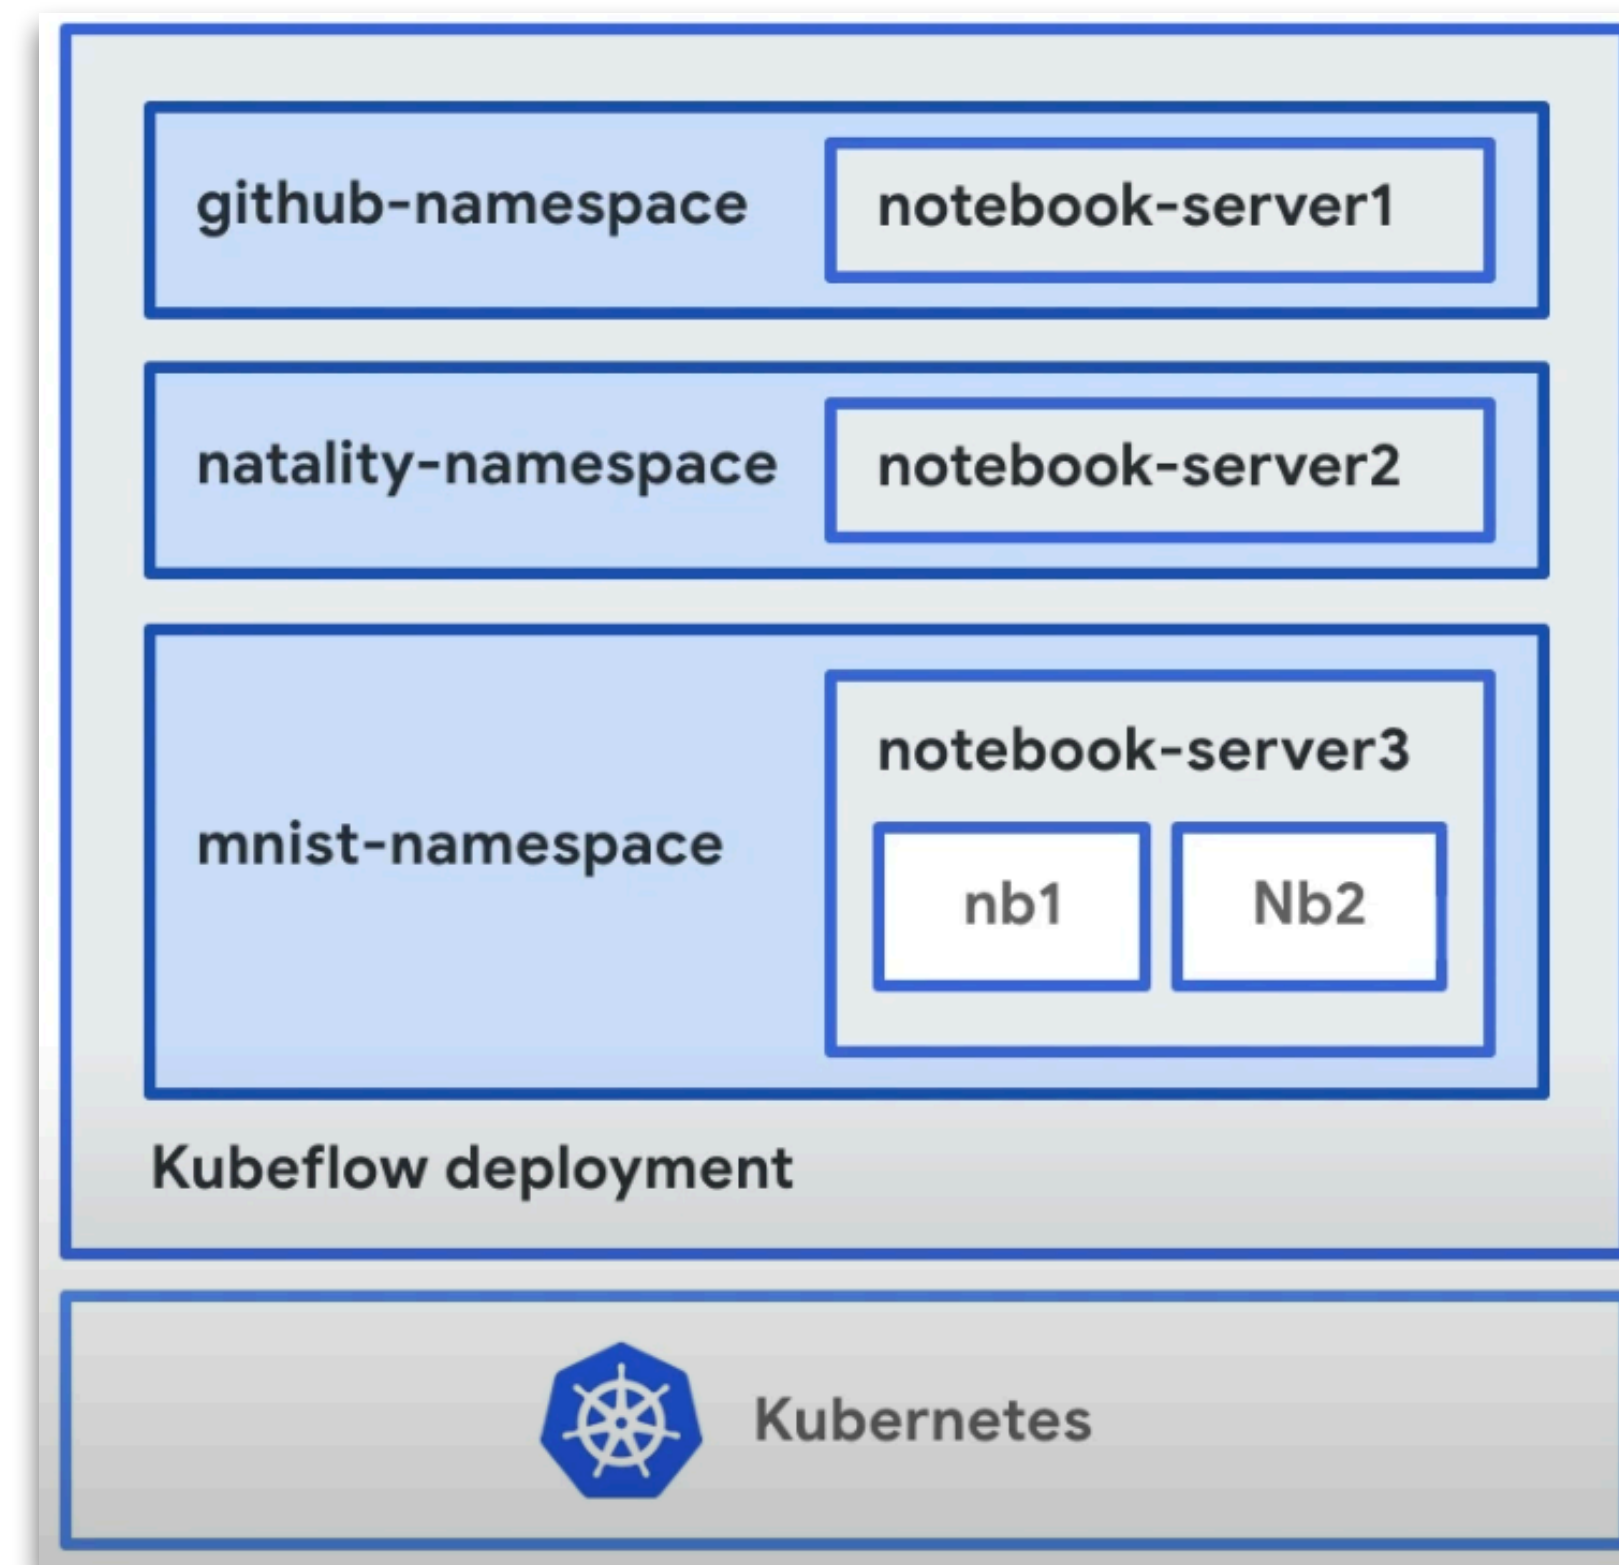 github-namespace
notebook-server1
natality-namespace
notebook-server2
mnist-namespace
notebook-server3
nb1
Nb2
Kubeflow deployment
Kubernetes